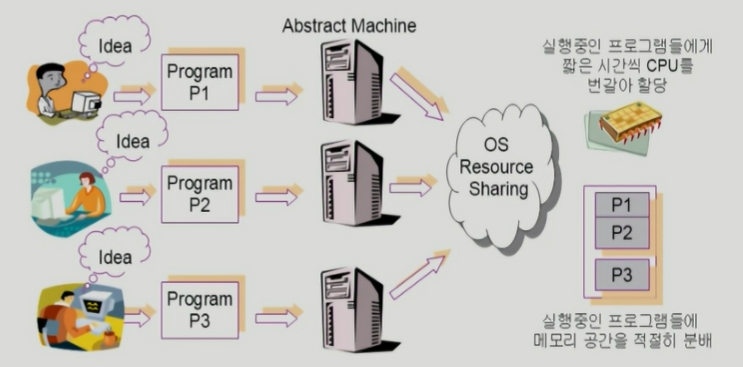 Abstract Machine
Idea
Program
P1
실행중인 프로그램들에게
짧은 시간씩 CPU를
번갈아 할당
Idea
Program
P2
OS
Resource
Sharing
P1
P2
P3
Idea
Program
P3
실행중인 프로그램들에
메모리 공간을 적절히 분배